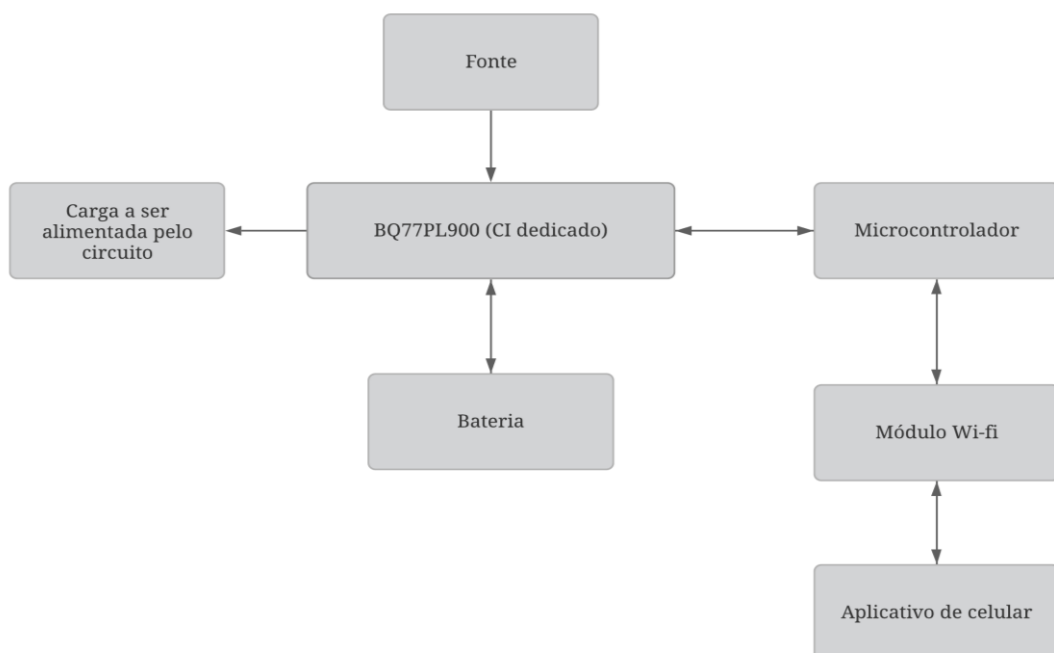 Fonte
Carga a ser
alimentada pelo
circuito
BQ77PL900 (CI dedicado)
Microcontrolador
Bateria
Módulo Wi-fi
Aplicativo de celular